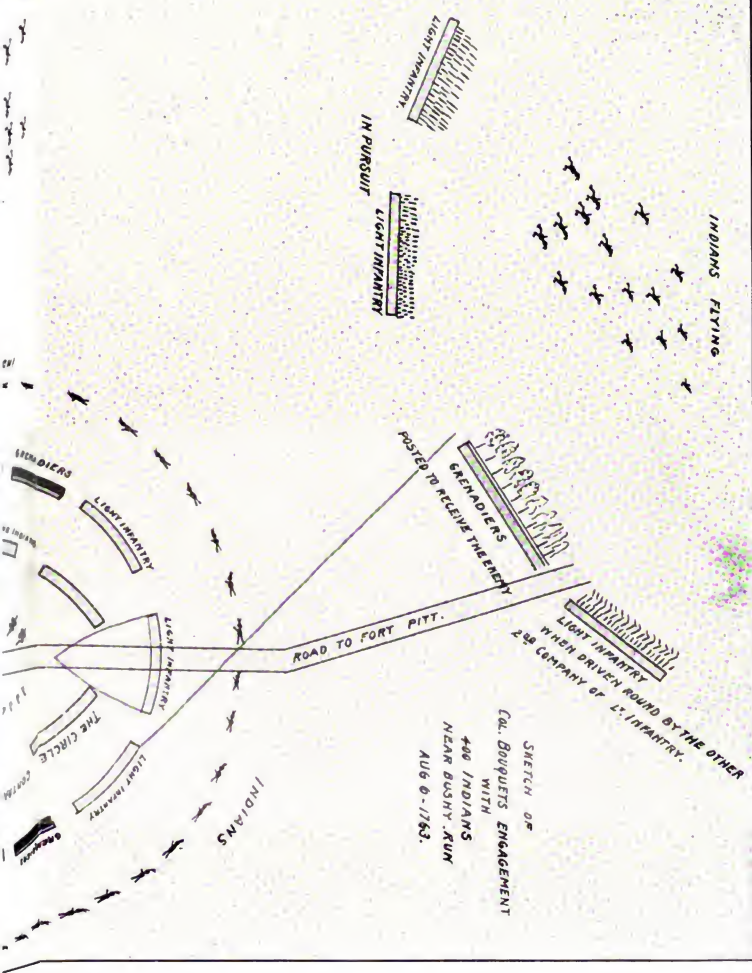 LIGHT INFANTRY.
IN PURSUIT
LIGHT INFANTRY
INDIANS FLYING
GRENADIERS
POSTED TO RECEIVE THE ENEMY
ROAD TO FORT PITT.
LIGHT INFANTRY
WHEN DRIVEN ROUND BY THE OTHER
2ND COMPANY OF LT. INFANTRY.
GRENADIERS
LIGHT INFANTRY
LIGHT INFANTRY
THE CIRCLE
LIGHT INFANTRY
INDIANS
SKETCH OF
COL. BOUQUETS ENGAGEMENT
WITH
400 INDIANS
NEAR BUSHY. RUN
AUG 6-1763.